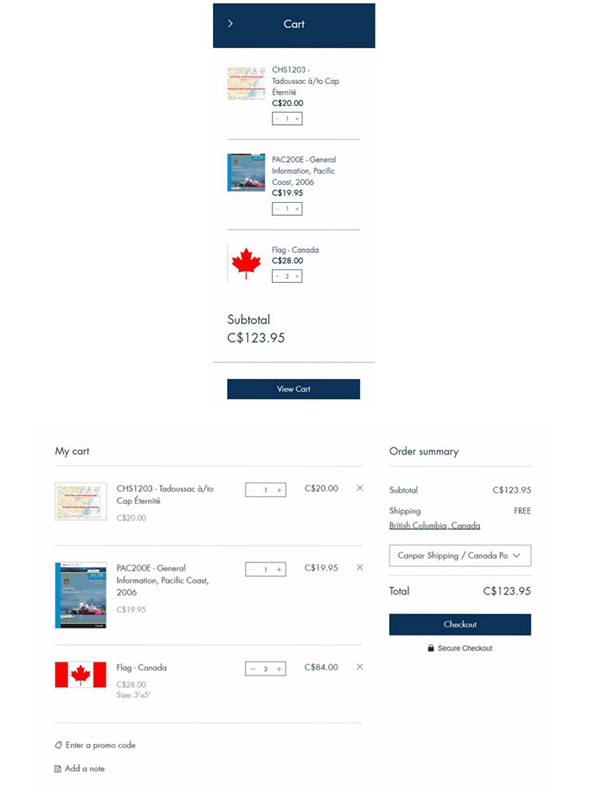 Cart
CHS1203 -
Tadoussac à/to Cap
Éternité
C$20.00
- 1 +
PAC200E - General
Information, Pacific
Coast, 2006
C$19.95
- 1 +
Flag - Canada
C$28.00
- 3 +
Subtotal
C$123.95
View Cart
My cart
CHS1203 - Tadoussac à/to
Cap Éternité
C$20.00
- 1 +
C$20.00
PAC200E - General
Information, Pacific Coast,
2006
C$19.95
- 1 +
C$19.95
Flag - Canada
C$28.00
Size: 3'x5'
- 3 +
C$84.00
Enter a promo code
Add a note
Order summary
Subtotal C$123.95
Shipping FREE
British Columbia, Canada
Canpar Shipping / Canada Po
Total C$123.95
Checkout
Secure Checkout